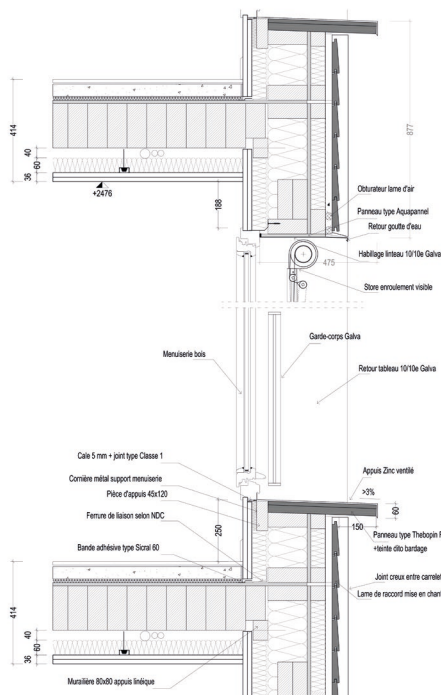 414
40
60
36
+2476
188
877
Obturateur lame d'air
Panneau type Aquapannel
Retour goutte d'eau
Habillage linteau 10/10e Galva
475
Store enroulement visible
Garde-corps Galva
Menuiserie bois
Retour tableau 10/10e Galva
Cale 5 mm + joint type Classe 1
Appuis Zinc ventilé
Cornière métal support menuiserie
>3%
Pièce d'appuis 45x120
60
150
Ferrure de liaison selon NDC
250
Panneau type Thebopin F
+teinte dito bardage
Bande adhésive type Sicral 60
Joint creux entre carrelet
Lame de raccord mise en chant
414
40
60
36
Murailière 80x80 appuis linéique